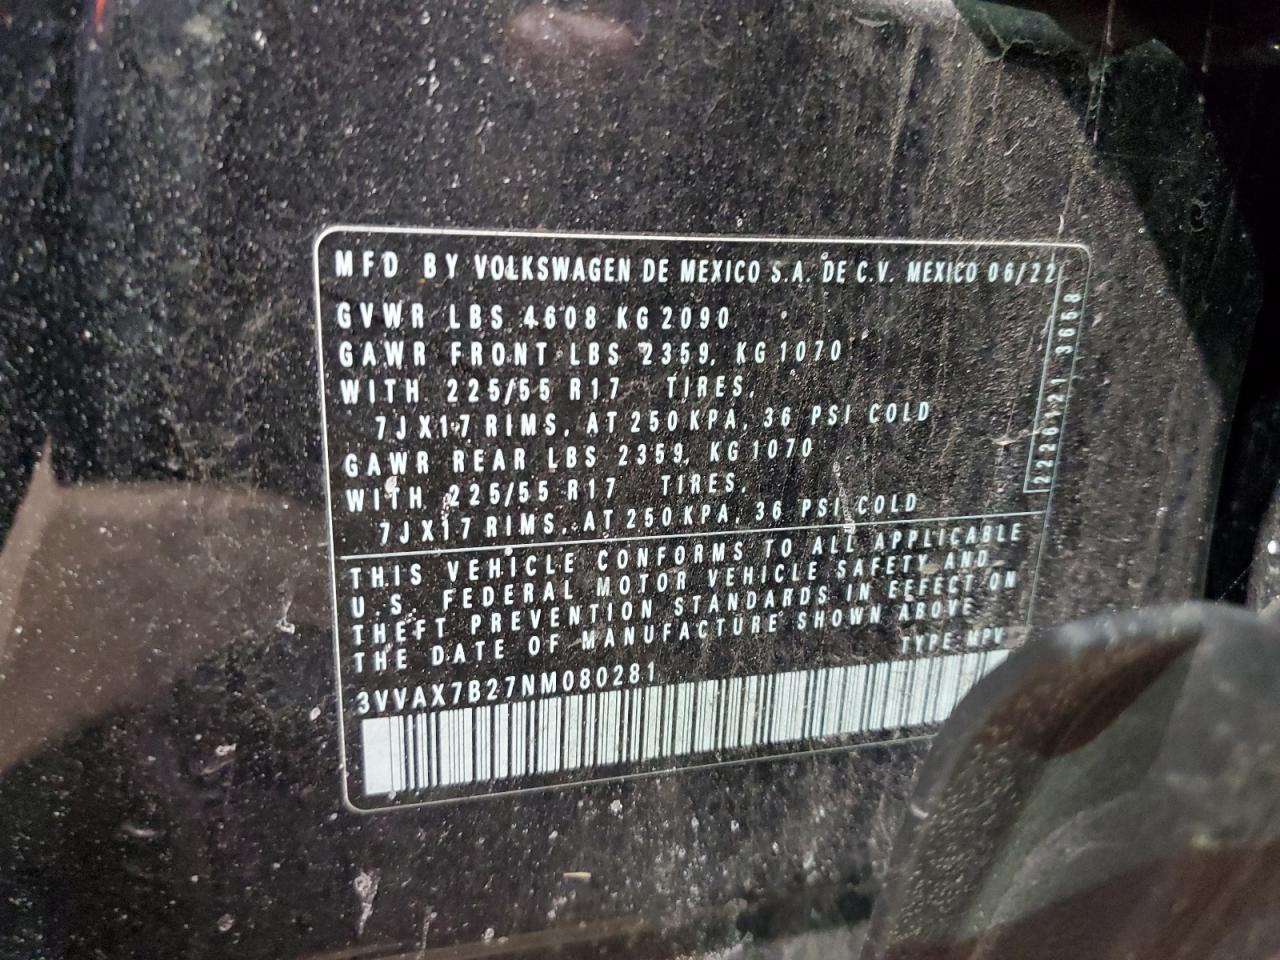 MFD BY VOLKSWAGEN DE MEXICO S.A. DE C.V. MEXICO 06/22
GVWR LBS 4608 KG 2090
GAWR FRONT LBS 2359, KG 1070
WITH 225/55 R17 TIRES,
7JX17 RIMS, AT 250 KPA, 36 PSI COLD
GAWR REAR LBS 2359, KG 1070
WITH 225/55 R17 TIRES,
7JX17 RIMS, AT 250 KPA, 36 PSI COLD
2226121 3658
THIS VEHICLE CONFORMS TO ALL APPLICABLE
U.S. FEDERAL MOTOR VEHICLE SAFETY AND
THEFT PREVENTION STANDARDS IN EFFECT ON
THE DATE OF MANUFACTURE SHOWN ABOVE
TYPE: MPV
3VVAX7B27NM080281